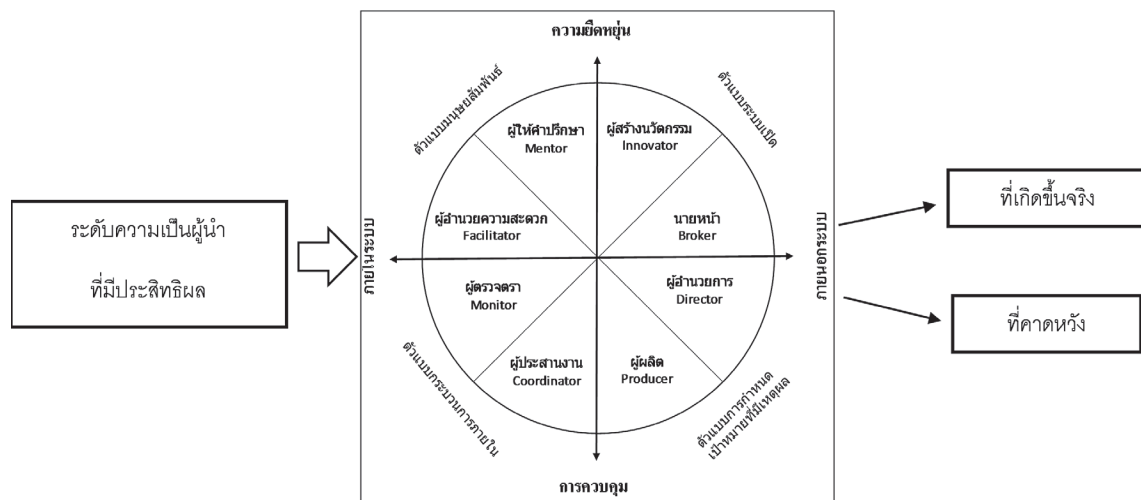 ความยืดหยุ่น
ตัวแบบมนุษยสัมพันธ์
ตัวแบบระบบเปิด
ผู้ให้คำปรึกษา
Mentor
ผู้สร้างนวัตกรรม
Innovator
ระดับความเป็นผู้นำ
ที่มีประสิทธิผล
ภายในระบบ
ผู้อำนวยความสะดวก
Facilitator
นายหน้า
Broker
ภายนอกระบบ
ที่เกิดขึ้นจริง
ผู้ตรวจตรา
Monitor
ผู้อำนวยการ
Director
ที่คาดหวัง
ผู้ประสานงาน
Coordinator
ผู้ผลิต
Producer
ตัวแบบกระบวนการภายใน
ตัวแบบการกำหนด
เป้าหมายที่มีเหตุผล
การควบคุม